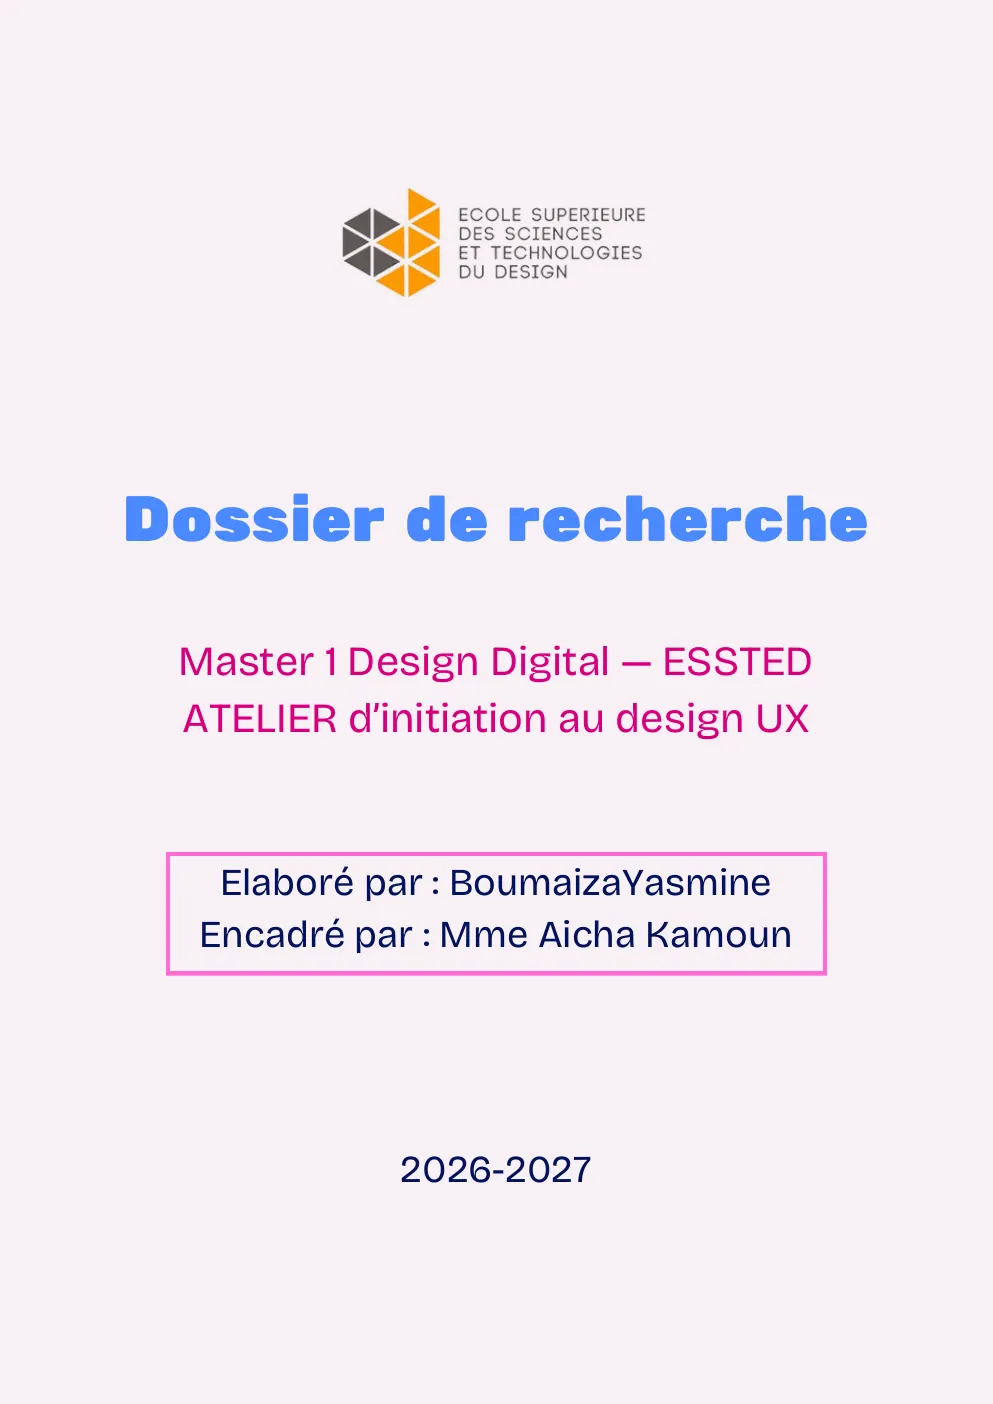 ECOLE SUPERIEURE
DES SCIENCES
ET TECHNOLOGIES
DU DESIGN
Dossier de recherche
Master 1 Design Digital — ESSTED
ATELIER d’initiation au design UX
Elaboré par : BoumaizaYasmine
Encadré par : Mme Aicha Kamoun
2026-2027